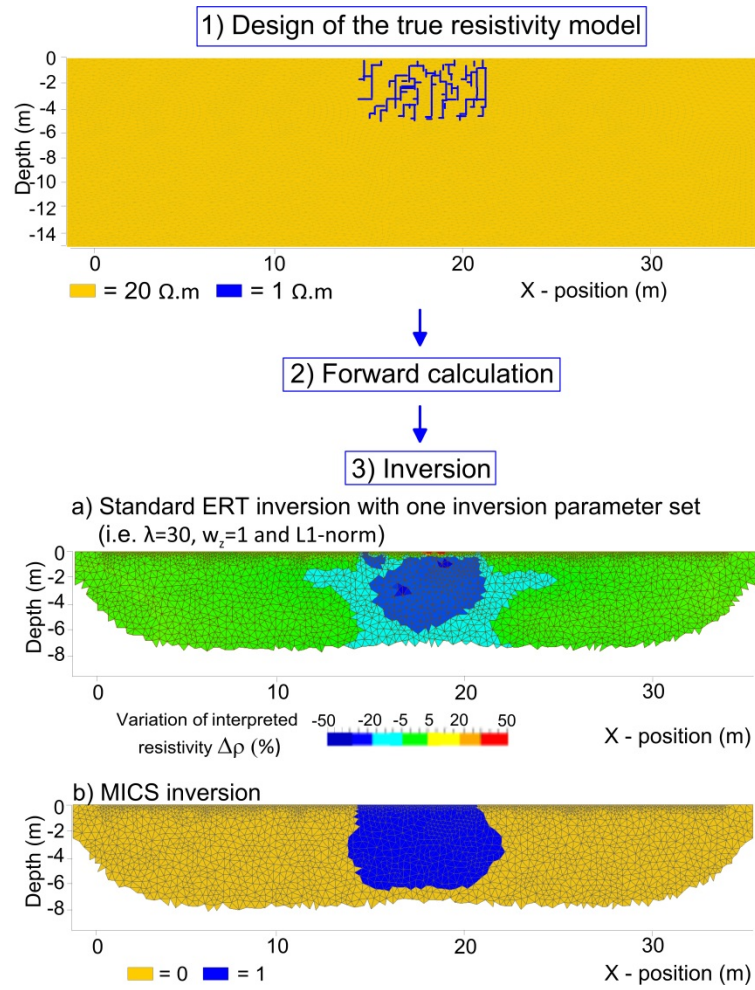 1) Design of the true resistivity model
0
-2
-4
-6
-8
-10
-12
-14
Depth (m)
0 10 20 30
= 20 Ω.m = 1 Ω.m X - position (m)
2) Forward calculation
3) Inversion
a) Standard ERT inversion with one inversion parameter set
(i.e. λ=30, w_z=1 and L1-norm)
0
-2
-4
-6
-8
Depth (m)
0 10 20 30
Variation of interpreted
resistivity Δρ (%)
-50 -20 -5 5 20 50
X - position (m)
b) MICS inversion
0
-2
-4
-6
-8
Depth (m)
0 10 20 30
= 0 = 1 X - position (m)